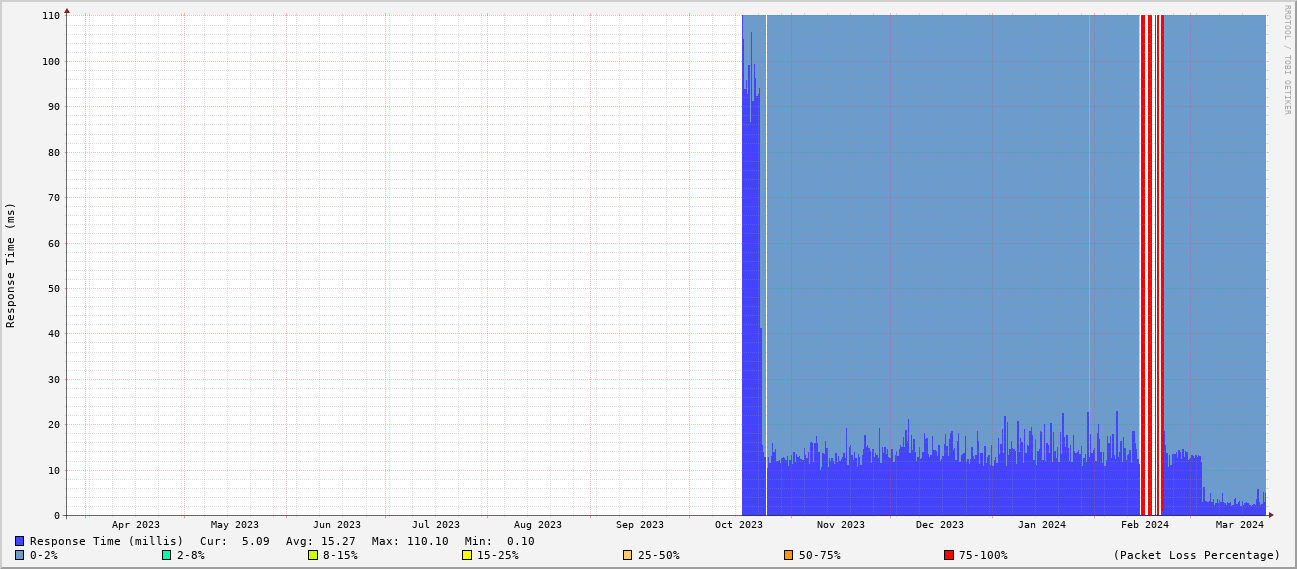 110
100
90
80
70
60
50
40
30
20
10
0
Response Time (ms)
RRDTOOL / TOBI OETIKER
Apr 2023 May 2023 Jun 2023 Jul 2023 Aug 2023 Sep 2023 Oct 2023 Nov 2023 Dec 2023 Jan 2024 Feb 2024 Mar 2024
Response Time (millis) Cur: 5.09 Avg: 15.27 Max: 110.10 Min: 0.10
0-2% 2-8% 8-15% 15-25% 25-50% 50-75% 75-100% (Packet Loss Percentage)